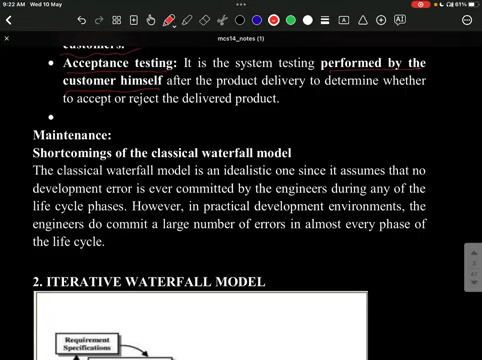 9:22 AM Wed 10 May
61%
mcs14_notes (1)
customers.
• Acceptance testing: It is the system testing performed by the
customer himself after the product delivery to determine whether
to accept or reject the delivered product.
•
Maintenance:
Shortcomings of the classical waterfall model
The classical waterfall model is an idealistic one since it assumes that no
development error is ever committed by the engineers during any of the
life cycle phases. However, in practical development environments, the
engineers do commit a large number of errors in almost every phase of
the life cycle.
2. ITERATIVE WATERFALL MODEL
Requirement
Specifications